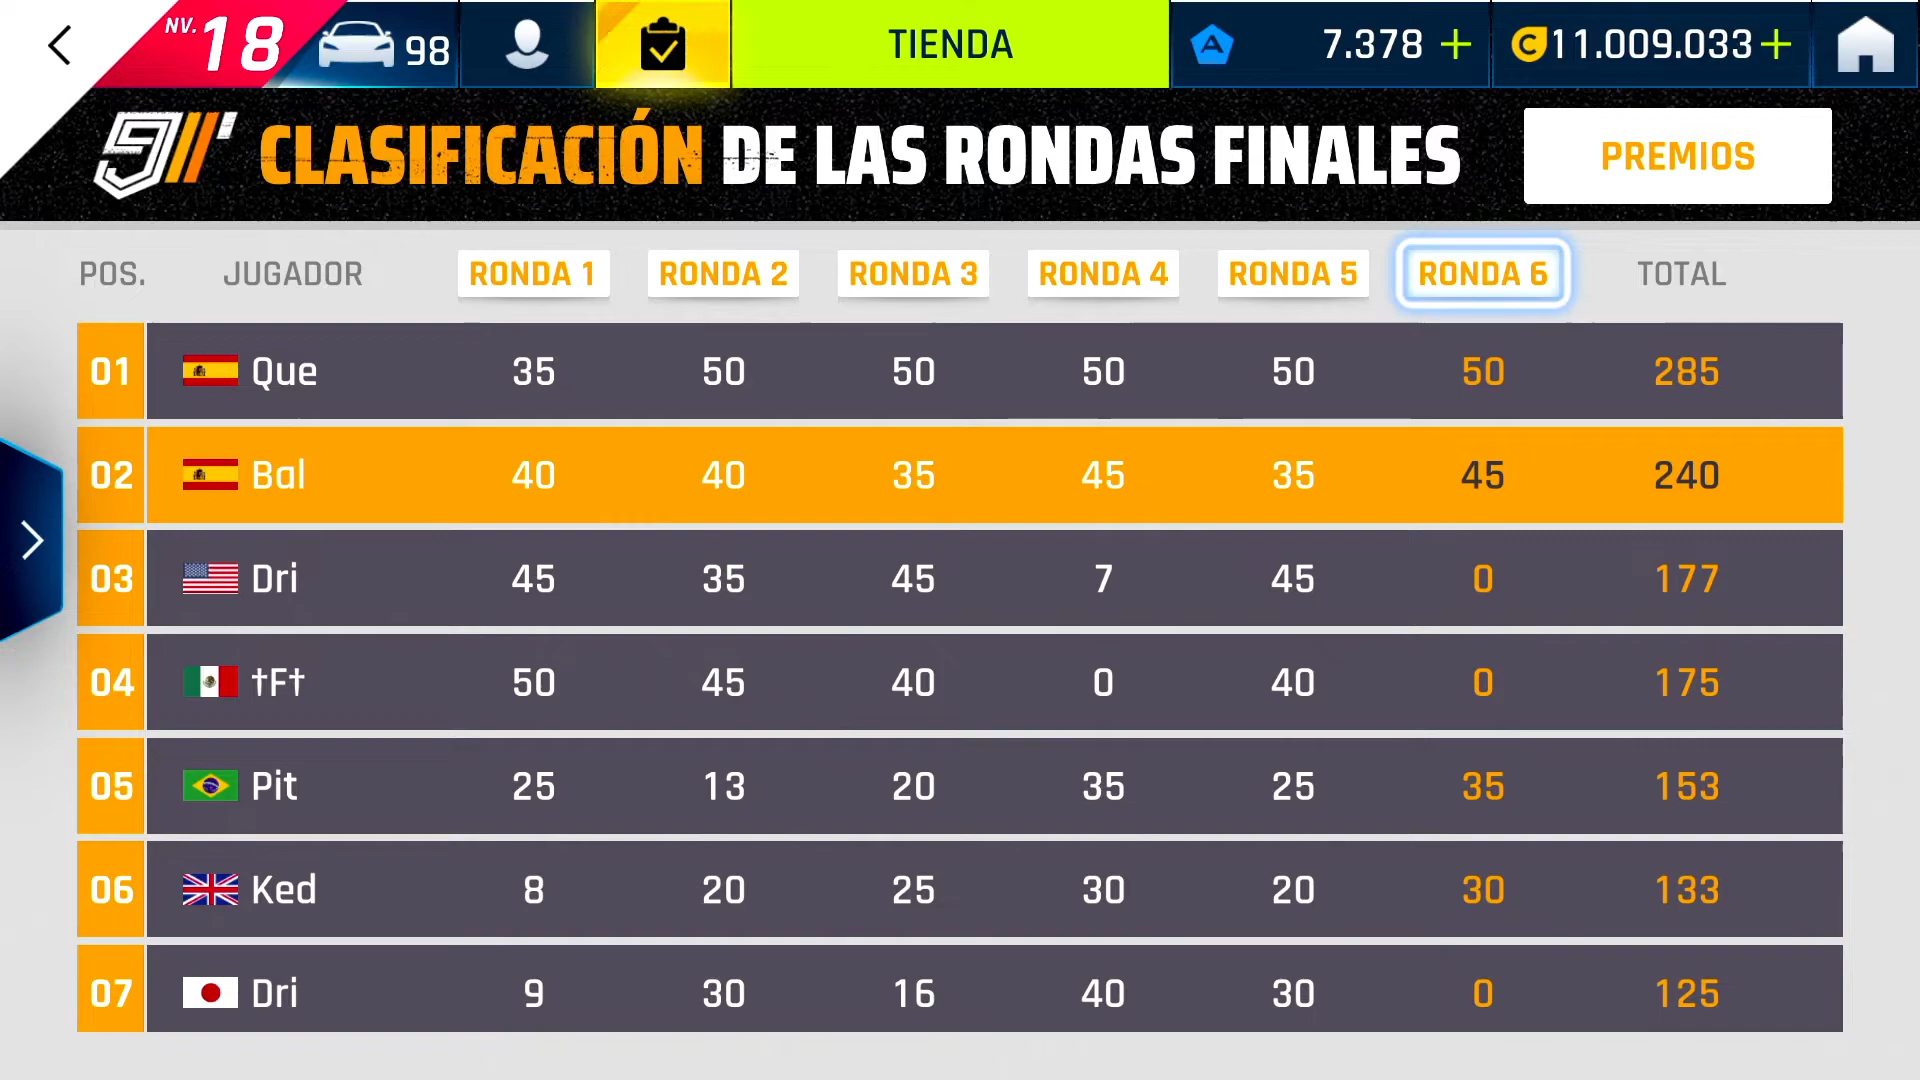 NV. 18 98 TIENDA 7.378 + 11.009.033 +
9 CLASIFICACIÓN DE LAS RONDAS FINALES PREMIOS
POS. JUGADOR RONDA 1 RONDA 2 RONDA 3 RONDA 4 RONDA 5 RONDA 6 TOTAL
01 Que 35 50 50 50 50 50 285
02 Bal 40 40 35 45 35 45 240
03 Dri 45 35 45 7 45 0 177
04 †F† 50 45 40 0 40 0 175
05 Pit 25 13 20 35 25 35 153
06 Ked 8 20 25 30 20 30 133
07 Dri 9 30 16 40 30 0 125